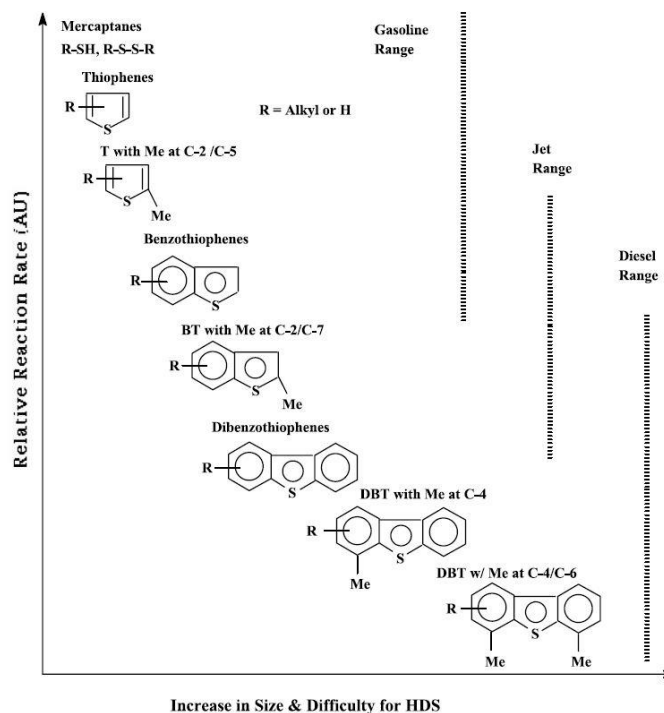 Mercaptanes
R-SH, R-S-S-R
Gasoline
Range
Thiophenes
R
S
R = Alkyl or H
T with Me at C-2 /C-5
R
S
Me
Jet
Range
Benzothiophenes
R
S
Diesel
Range
BT with Me at C-2/C-7
R
S
Me
Dibenzothiophenes
R
S
DBT with Me at C-4
R
S
Me
DBT w/ Me at C-4/C-6
R
S
Me Me
Relative Reaction Rate (AU)
Increase in Size & Difficulty for HDS